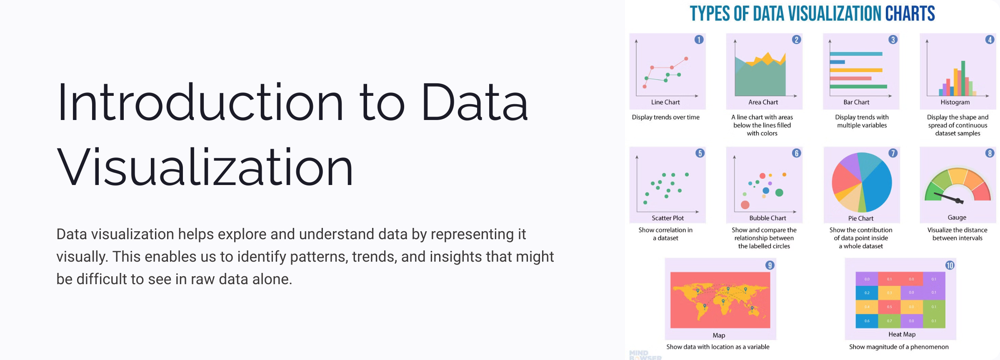 Introduction to Data
Visualization
Data visualization helps explore and understand data by representing it
visually. This enables us to identify patterns, trends, and insights that might
be difficult to see in raw data alone.
TYPES OF DATA VISUALIZATION CHARTS
1
Line Chart
Display trends over time
2
Area Chart
A line chart with areas
below the lines filled
with colors
3
Bar Chart
Display trends with
multiple variables
4
Histogram
Display the shape and
spread of continuous
dataset samples
5
Scatter Plot
Show correlation in
a dataset
6
Bubble Chart
Show and compare the
relationship between
the labelled circles
7
Pie Chart
Show the contribution
of data point inside
a whole dataset
8
Gauge
Visualize the distance
between intervals
9
Map
Show data with location as a variable
10
0.0 0.1 0.0 0.1
0.2 0.3 0.0 0.1
0.4 0.5 0.0 0.1
0.6 0.7 0.0 0.1
Heat Map
Show magnitude of a phenomenon
MIND
BOWSER